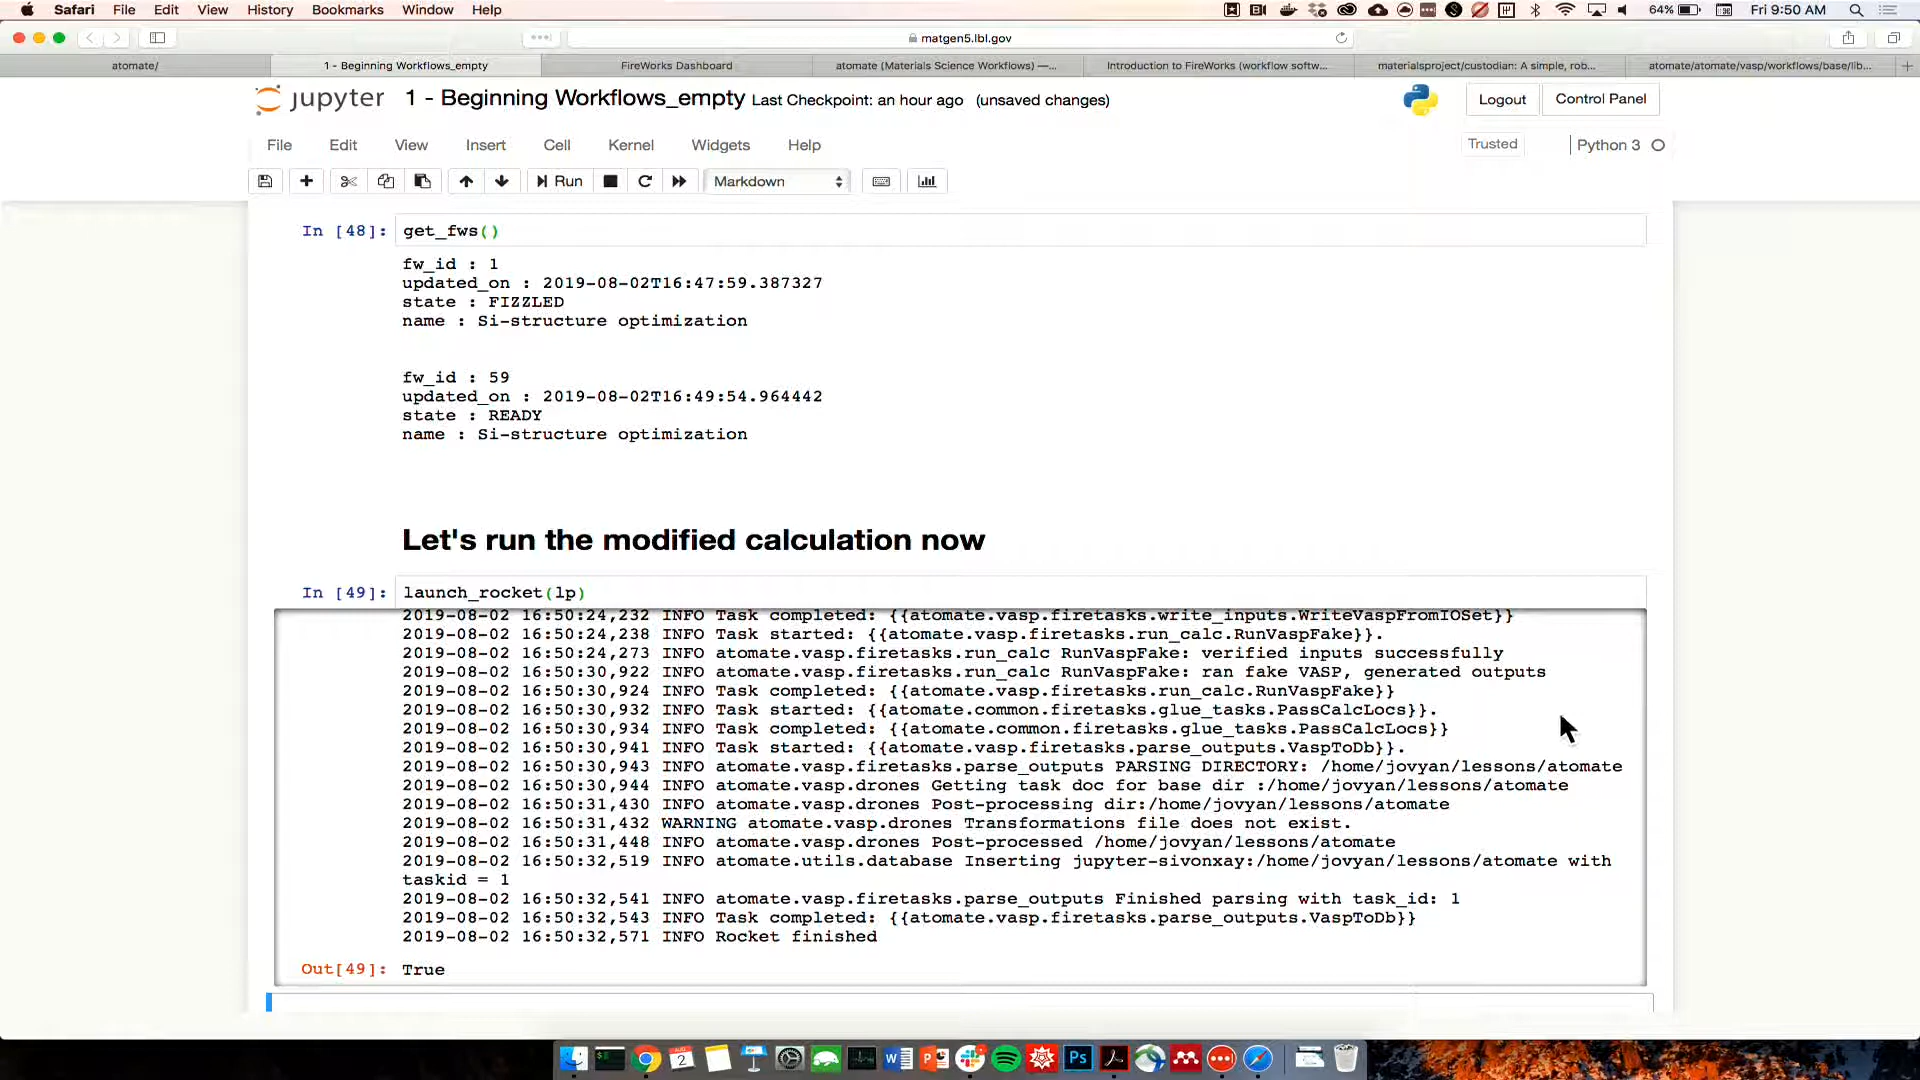 Safari File Edit View History Bookmarks Window Help 64% Fri 9:50 AM
matgen5.lbl.gov
atomate/ 1 - Beginning Workflows_empty FireWorks Dashboard atomate (Materials Science Workflows) —... Introduction to FireWorks (workflow softw... materialsproject/custodian: A simple, rob... atomate/atomate/vasp/workflows/base/lib...
jupyter 1 - Beginning Workflows_empty Last Checkpoint: an hour ago (unsaved changes) Logout Control Panel
File Edit View Insert Cell Kernel Widgets Help Trusted Python 3
Run Markdown
In [48]: get_fws()
fw_id : 1
updated_on : 2019-08-02T16:47:59.387327
state : FIZZLED
name : Si-structure optimization
fw_id : 59
updated_on : 2019-08-02T16:49:54.964442
state : READY
name : Si-structure optimization
Let's run the modified calculation now
In [49]: launch_rocket(lp)
2019-08-02 16:50:24,232 INFO Task completed: {{atomate.vasp.firetasks.write_inputs.WriteVaspFromIOSet}}
2019-08-02 16:50:24,238 INFO Task started: {{atomate.vasp.firetasks.run_calc.RunVaspFake}}.
2019-08-02 16:50:24,273 INFO atomate.vasp.firetasks.run_calc RunVaspFake: verified inputs successfully
2019-08-02 16:50:30,922 INFO atomate.vasp.firetasks.run_calc RunVaspFake: ran fake VASP, generated outputs
2019-08-02 16:50:30,924 INFO Task completed: {{atomate.vasp.firetasks.run_calc.RunVaspFake}}
2019-08-02 16:50:30,932 INFO Task started: {{atomate.common.firetasks.glue_tasks.PassCalcLocs}}.
2019-08-02 16:50:30,934 INFO Task completed: {{atomate.common.firetasks.glue_tasks.PassCalcLocs}}
2019-08-02 16:50:30,941 INFO Task started: {{atomate.vasp.firetasks.parse_outputs.VaspToDb}}.
2019-08-02 16:50:30,943 INFO atomate.vasp.firetasks.parse_outputs PARSING DIRECTORY: /home/jovyan/lessons/atomate
2019-08-02 16:50:30,944 INFO atomate.vasp.drones Getting task doc for base dir :/home/jovyan/lessons/atomate
2019-08-02 16:50:31,430 INFO atomate.vasp.drones Post-processing dir:/home/jovyan/lessons/atomate
2019-08-02 16:50:31,432 WARNING atomate.vasp.drones Transformations file does not exist.
2019-08-02 16:50:31,448 INFO atomate.vasp.drones Post-processed /home/jovyan/lessons/atomate
2019-08-02 16:50:32,519 INFO atomate.utils.database Inserting jupyter-sivonxay:/home/jovyan/lessons/atomate with
taskid = 1
2019-08-02 16:50:32,541 INFO atomate.vasp.firetasks.parse_outputs Finished parsing with task_id: 1
2019-08-02 16:50:32,543 INFO Task completed: {{atomate.vasp.firetasks.parse_outputs.VaspToDb}}
2019-08-02 16:50:32,571 INFO Rocket finished
Out[49]: True